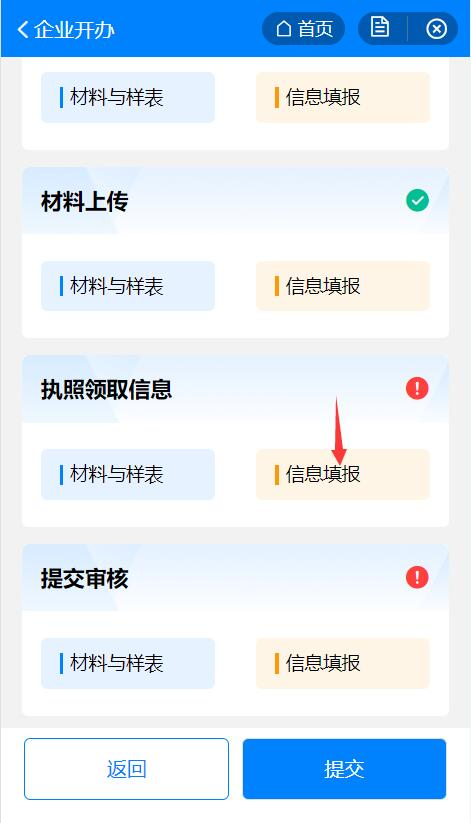 企业开办
首页
材料与样表
信息填报
材料上传
材料与样表
信息填报
执照领取信息
材料与样表
信息填报
提交审核
材料与样表
信息填报
返回
提交